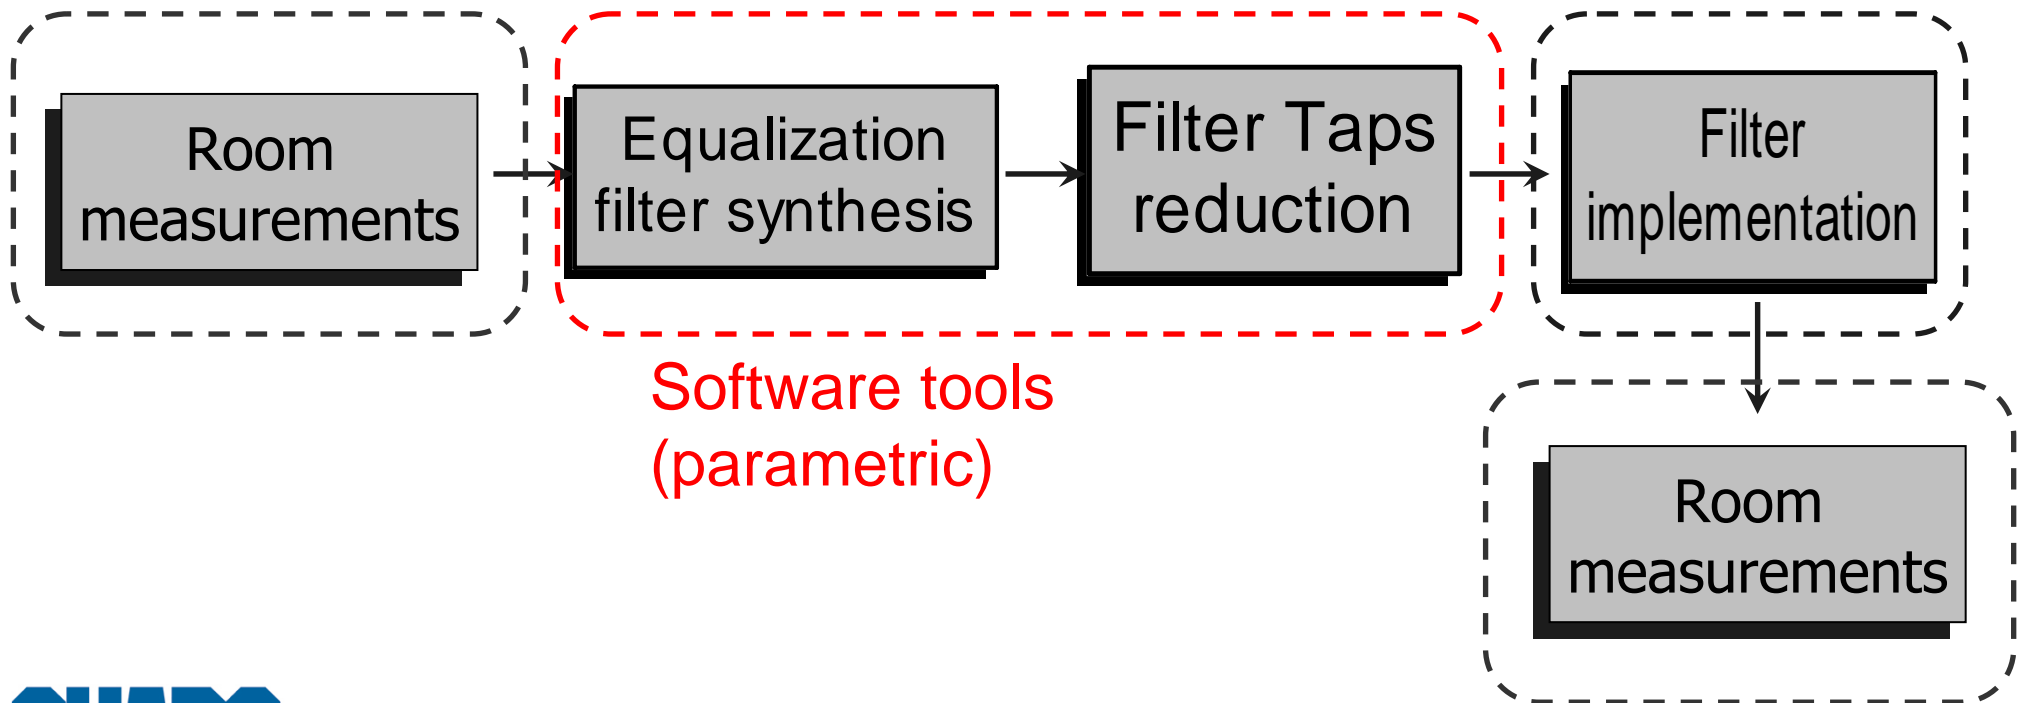 Room
measurements
Equalization
filter synthesis
Filter Taps
reduction
Filter
implementation
Software tools
(parametric)
Room
measurements